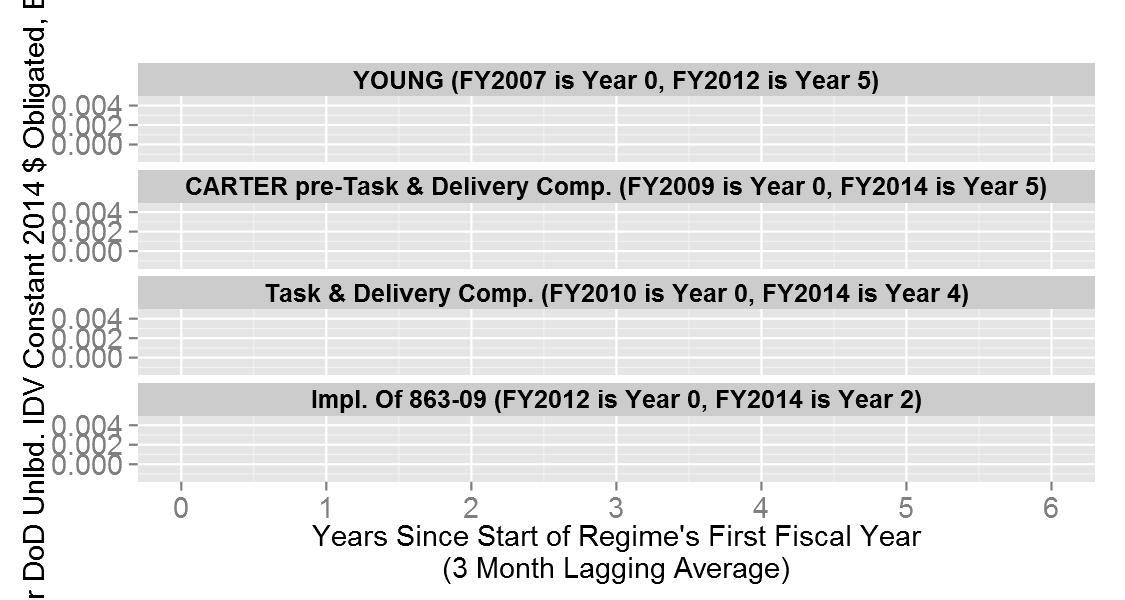 r DoD Unlbd. IDV Constant 2014 $ Obligated, E
YOUNG (FY2007 is Year 0, FY2012 is Year 5)
0.004
0.002
0.000
CARTER pre-Task & Delivery Comp. (FY2009 is Year 0, FY2014 is Year 5)
0.004
0.002
0.000
Task & Delivery Comp. (FY2010 is Year 0, FY2014 is Year 4)
0.004
0.002
0.000
Impl. Of 863-09 (FY2012 is Year 0, FY2014 is Year 2)
0.004
0.002
0.000
0 1 2 3 4 5 6
Years Since Start of Regime's First Fiscal Year
(3 Month Lagging Average)